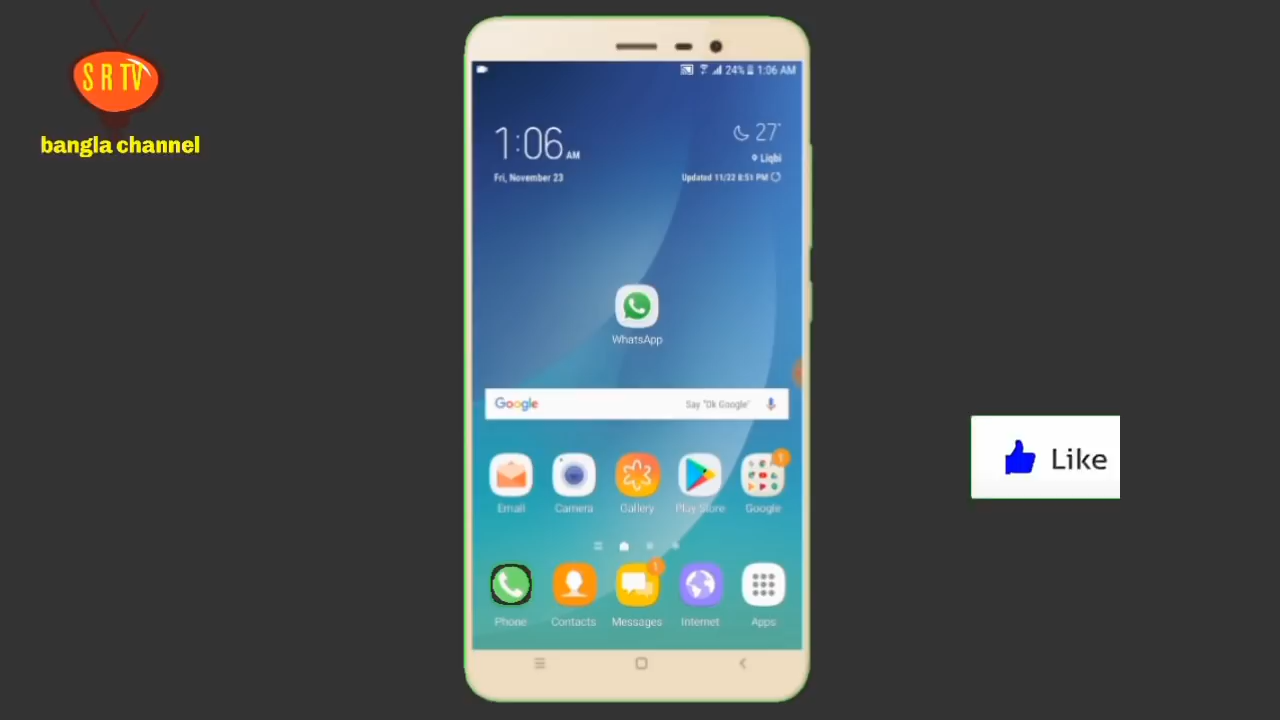 S R TV
bangla channel
24% 1:06 AM
1:06 AM
27°
Liqbi
Fri, November 23
Updated 11/22 8:51 PM
WhatsApp
Google
Say "Ok Google"
1
Email
Camera
Gallery
Play Store
Google
1
Phone
Contacts
Messages
Internet
Apps
Like